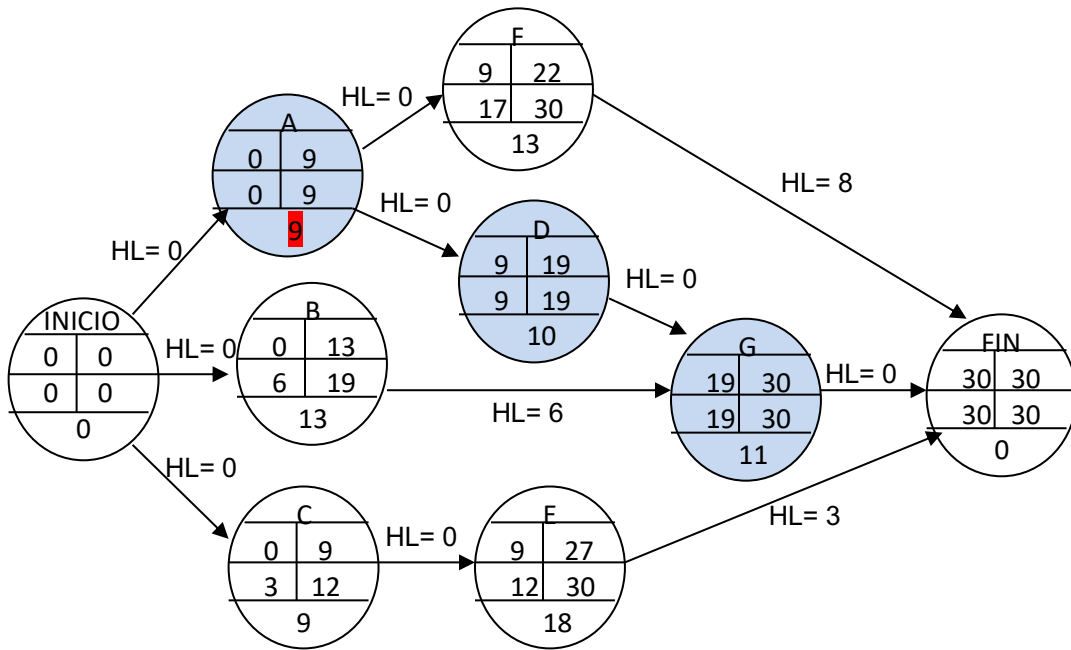 F
9 22
17 30
13
HL= 0
A
0 9
0 9
9
HL= 8
HL= 0
D
9 19
9 19
10
HL= 0
HL= 0
INICIO
0 0
0 0
0
HL= 0
B
0 13
6 19
13
HL= 6
G
19 30
19 30
11
HL= 0
FIN
30 30
30 30
0
HL= 0
C
0 9
3 12
9
HL= 0
E
9 27
12 30
18
HL= 3